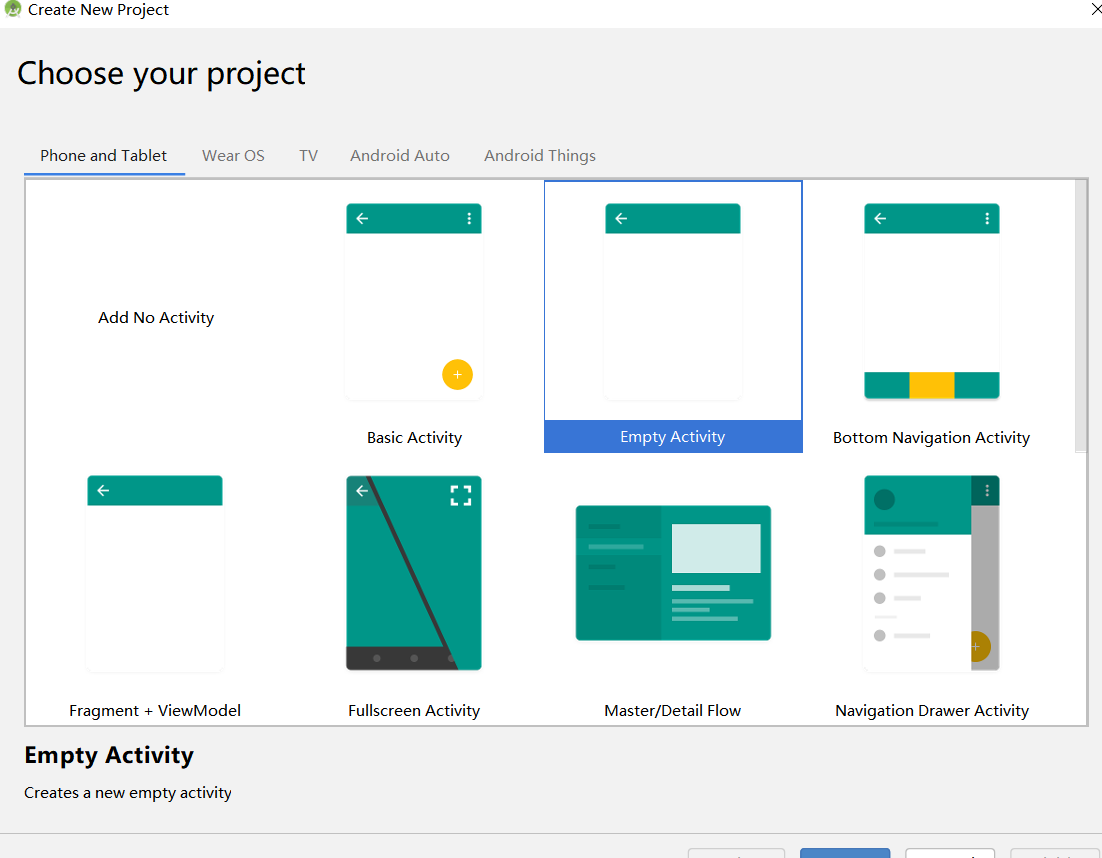 Create New Project
Choose your project
Phone and Tablet
Wear OS
TV
Android Auto
Android Things
Add No Activity
Basic Activity
Empty Activity
Bottom Navigation Activity
Fragment + ViewModel
Fullscreen Activity
Master/Detail Flow
Navigation Drawer Activity
Empty Activity
Creates a new empty activity